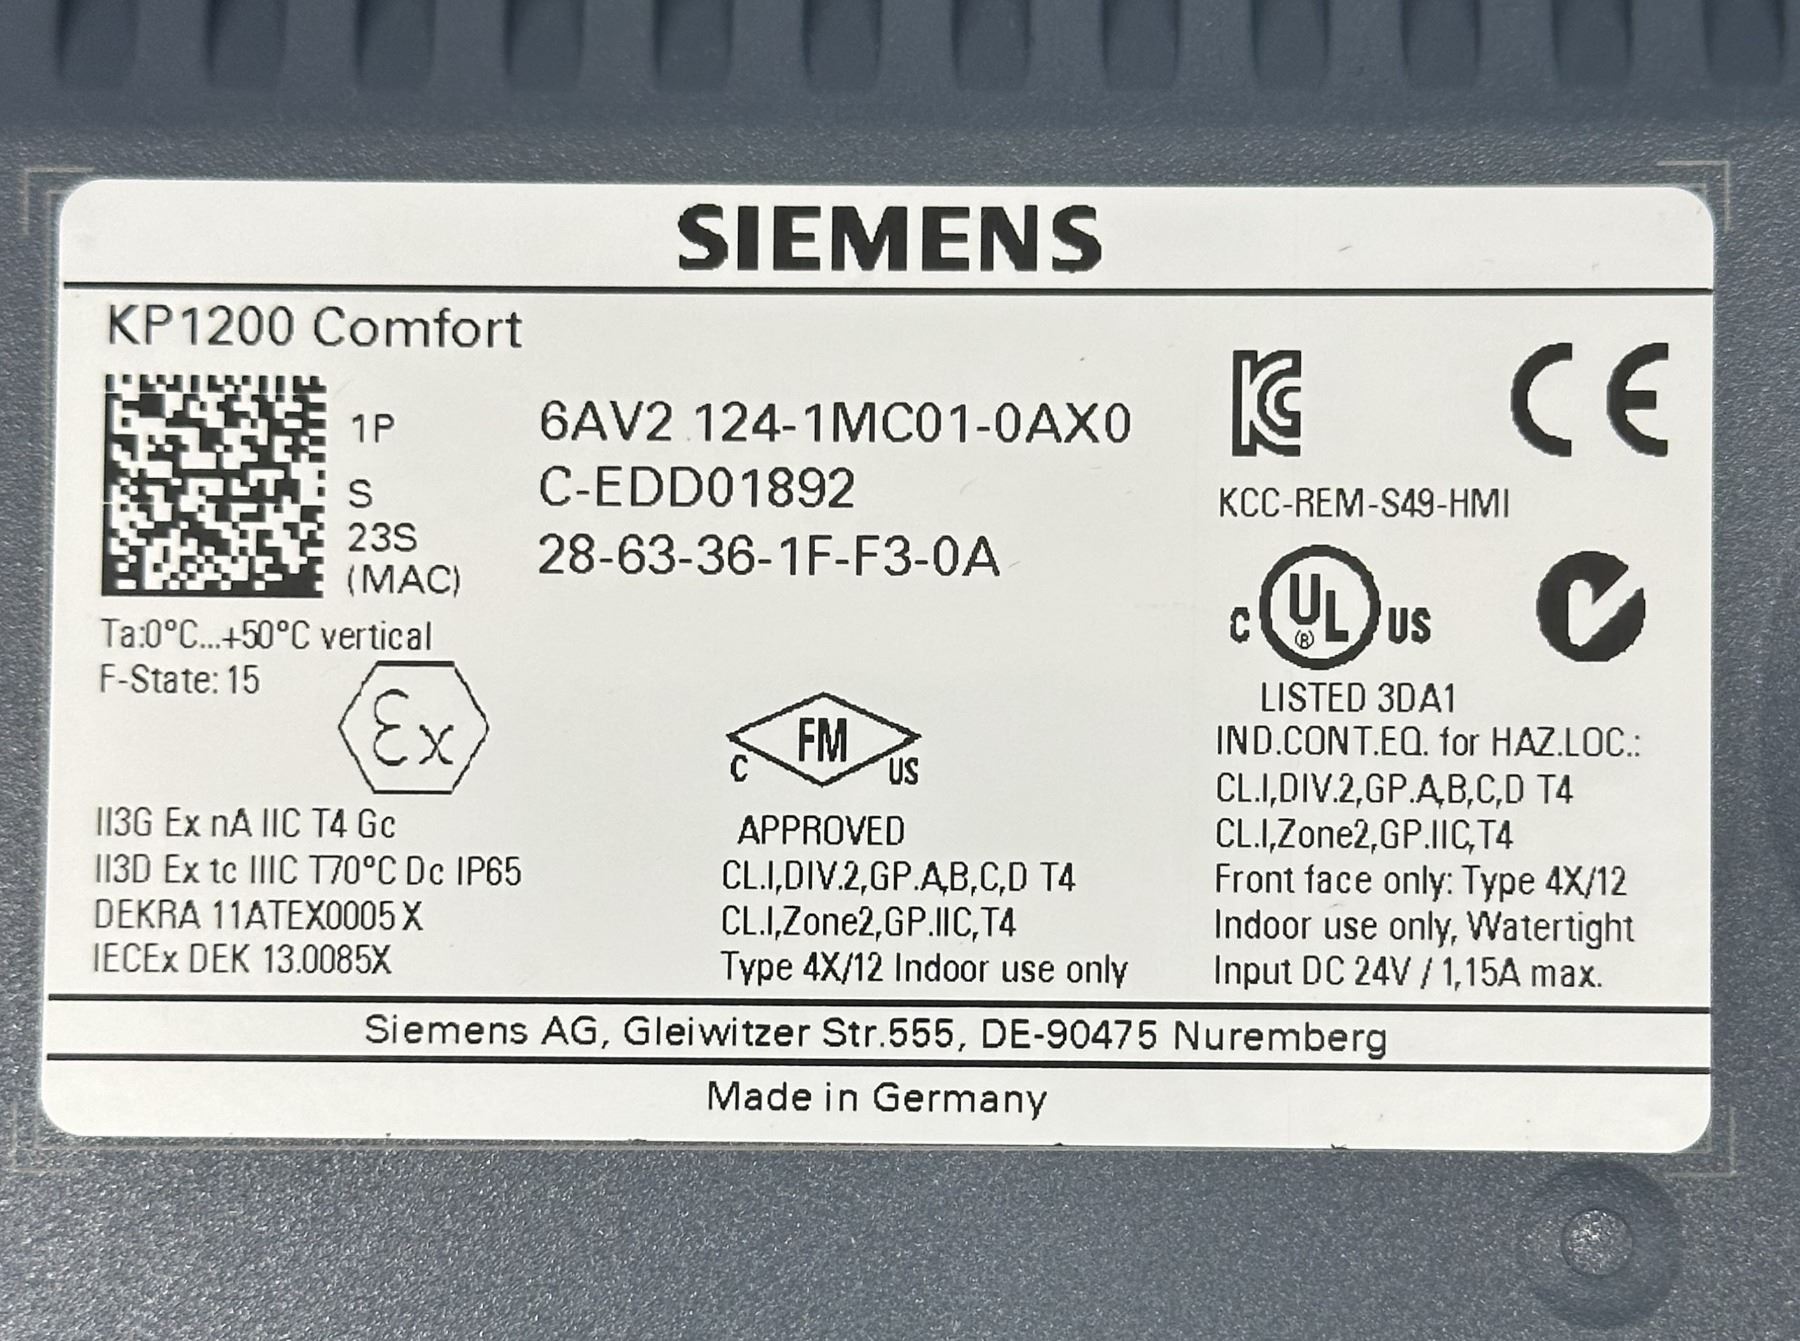 SIEMENS
KP1200 Comfort
1P 6AV2 124-1MC01-0AX0
S C-EDD01892
23S
(MAC) 28-63-36-1F-F3-0A
Ta:0°C...+50°C vertical
F-State: 15
Ex
II3G Ex nA IIC T4 Gc
II3D Ex tc IIIC T70°C Dc IP65
DEKRA 11ATEX0005 X
IECEx DEK 13.0085X
FM
C US
APPROVED
CL.I,DIV.2,GP.A,B,C,D T4
CL.I,Zone2,GP.IIC,T4
Type 4X/12 Indoor use only
KC CE
KCC-REM-S49-HMI
C UL ® US
LISTED 3DA1
IND.CONT.EQ. for HAZ.LOC.:
CL.I,DIV.2,GP.A,B,C,D T4
CL.I,Zone2,GP.IIC,T4
Front face only: Type 4X/12
Indoor use only, Watertight
Input DC 24V / 1,15A max.
Siemens AG, Gleiwitzer Str.555, DE-90475 Nuremberg
Made in Germany